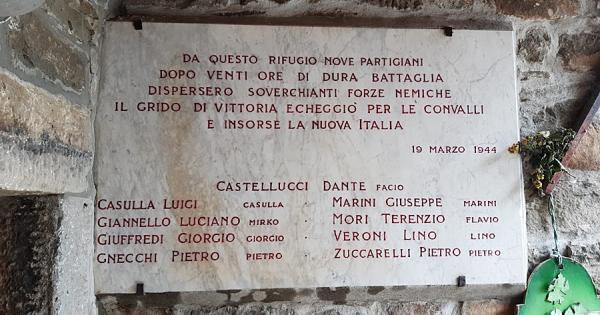 DA QUESTO RIFUGIO NOVE PARTIGIANI
DOPO VENTI ORE DI DURA BATTAGLIA
DISPERSERO SOVERCHIANTI FORZE NEMICHE
IL GRIDO DI VITTORIA ECHEGGIÒ PER LE CONVALLI
E INSORSE LA NUOVA ITALIA
19 MARZO 1944
CASTELLUCCI DANTE FACIO
CASULLA LUIGI CASULLA · MARINI GIUSEPPE MARINI
GIANNELLO LUCIANO MIRKO · MORI TERENZIO FLAVIO
GIUFFREDI GIORGIO GIORGIO · VERONI LINO LINO
GNECCHI PIETRO PIETRO · ZUCCARELLI PIETRO PIETRO